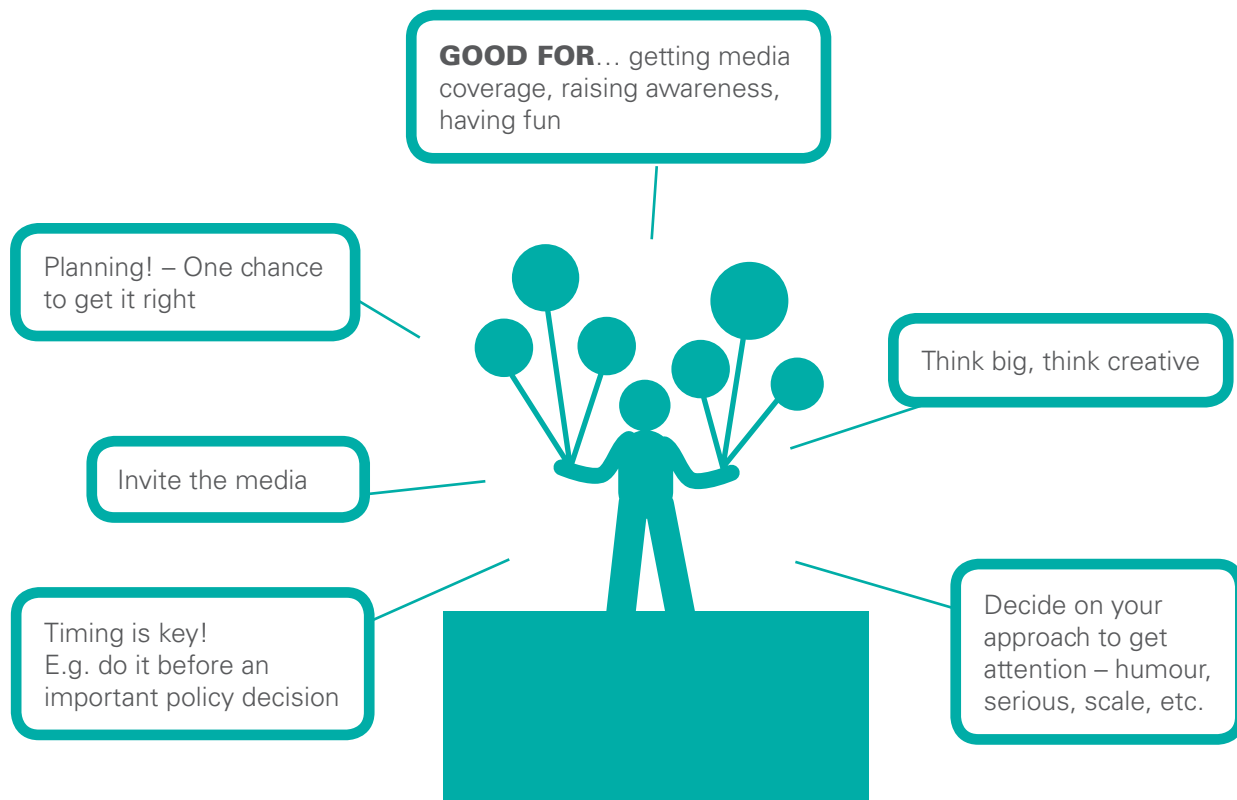 GOOD FOR… getting media
coverage, raising awareness,
having fun
Planning! – One chance
to get it right
Think big, think creative
Invite the media
Timing is key!
E.g. do it before an
important policy decision
Decide on your
approach to get
attention – humour,
serious, scale, etc.